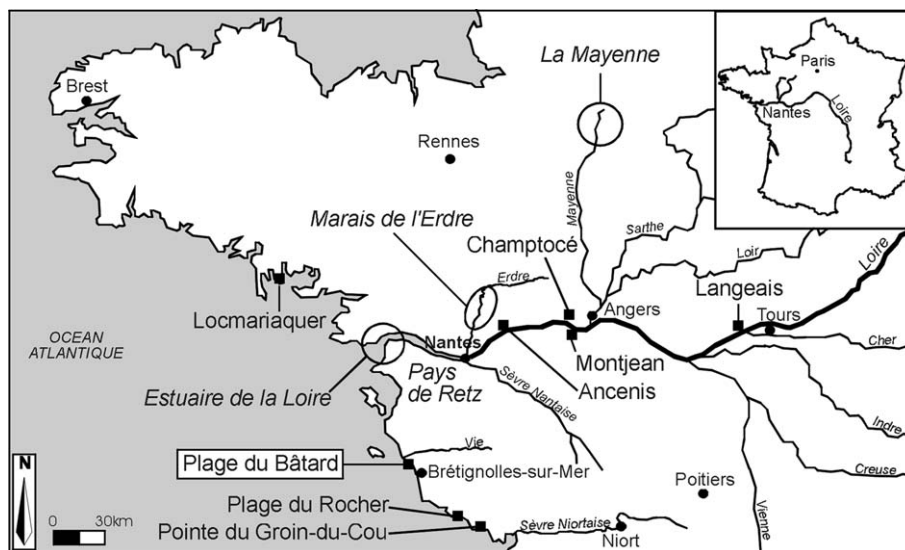 La Mayenne
Paris
Loire
Nantes
Brest
Rennes
Mayenne
Sarthe
Marais de l'Erdre
Champtocé
Loir
Loire
Erdre
Langeais
Angers
Tours
Locmariaquer
OCEAN
ATLANTIQUE
Nantes
Montjean
Cher
Pays
de Retz
Ancenis
Estuaire de la Loire
Sèvre Nantaise
Indre
Creuse
Vie
Plage du Bâtard
Brétignolles-sur-Mer
Poitiers
Vienne
N
0 30km
Plage du Rocher
Pointe du Groin-du-Cou
Sèvre Niortaise
Niort